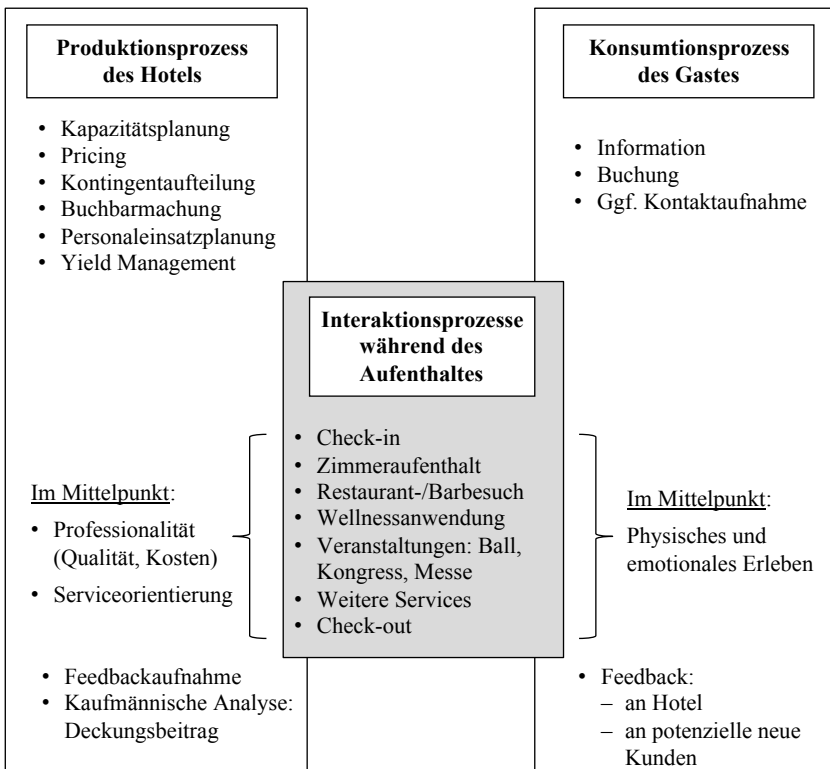 Produktionsprozess
des Hotels
• Kapazitätsplanung
• Pricing
• Kontingentaufteilung
• Buchbarmachung
• Personaleinsatzplanung
• Yield Management
Konsumtionsprozess
des Gastes
• Information
• Buchung
• Ggf. Kontaktaufnahme
Interaktionsprozesse
während des
Aufenthaltes
• Check-in
• Zimmeraufenthalt
• Restaurant-/Barbesuch
• Wellnessanwendung
• Veranstaltungen: Ball,
Kongress, Messe
• Weitere Services
• Check-out
Im Mittelpunkt:
• Professionalität
(Qualität, Kosten)
• Serviceorientierung
Im Mittelpunkt:
Physisches und
emotionales Erleben
• Feedbackaufnahme
• Kaufmännische Analyse:
Deckungsbeitrag
• Feedback:
– an Hotel
– an potenzielle neue
Kunden